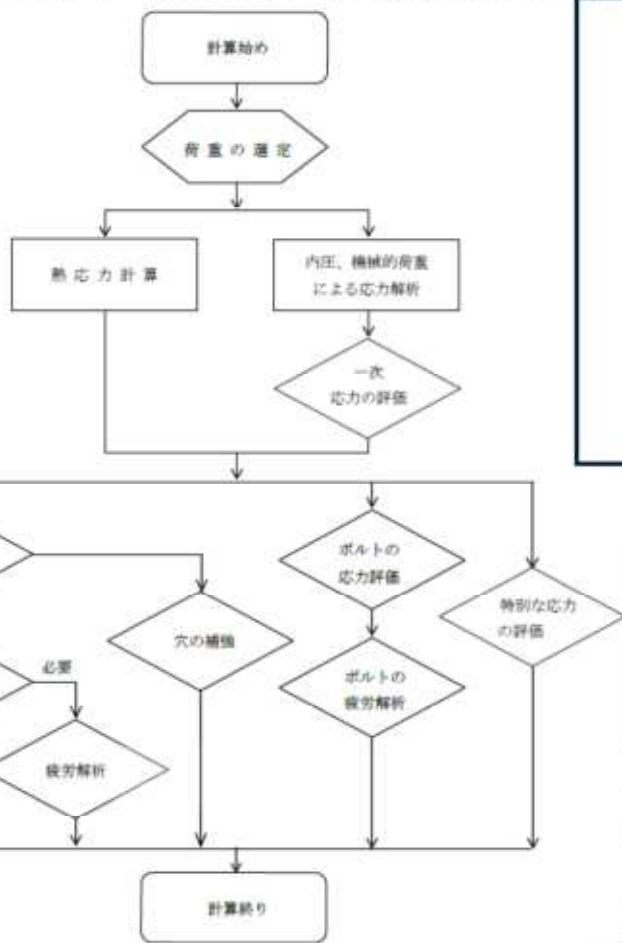 計算始め
荷重の選定
熱応力計算
内圧、機械的荷重
による応力解析
一次
応力の評価
ボルトの
応力評価
特別な応力
の評価
穴の補強
必要
ボルトの
疲労解析
疲労解析
計算終り